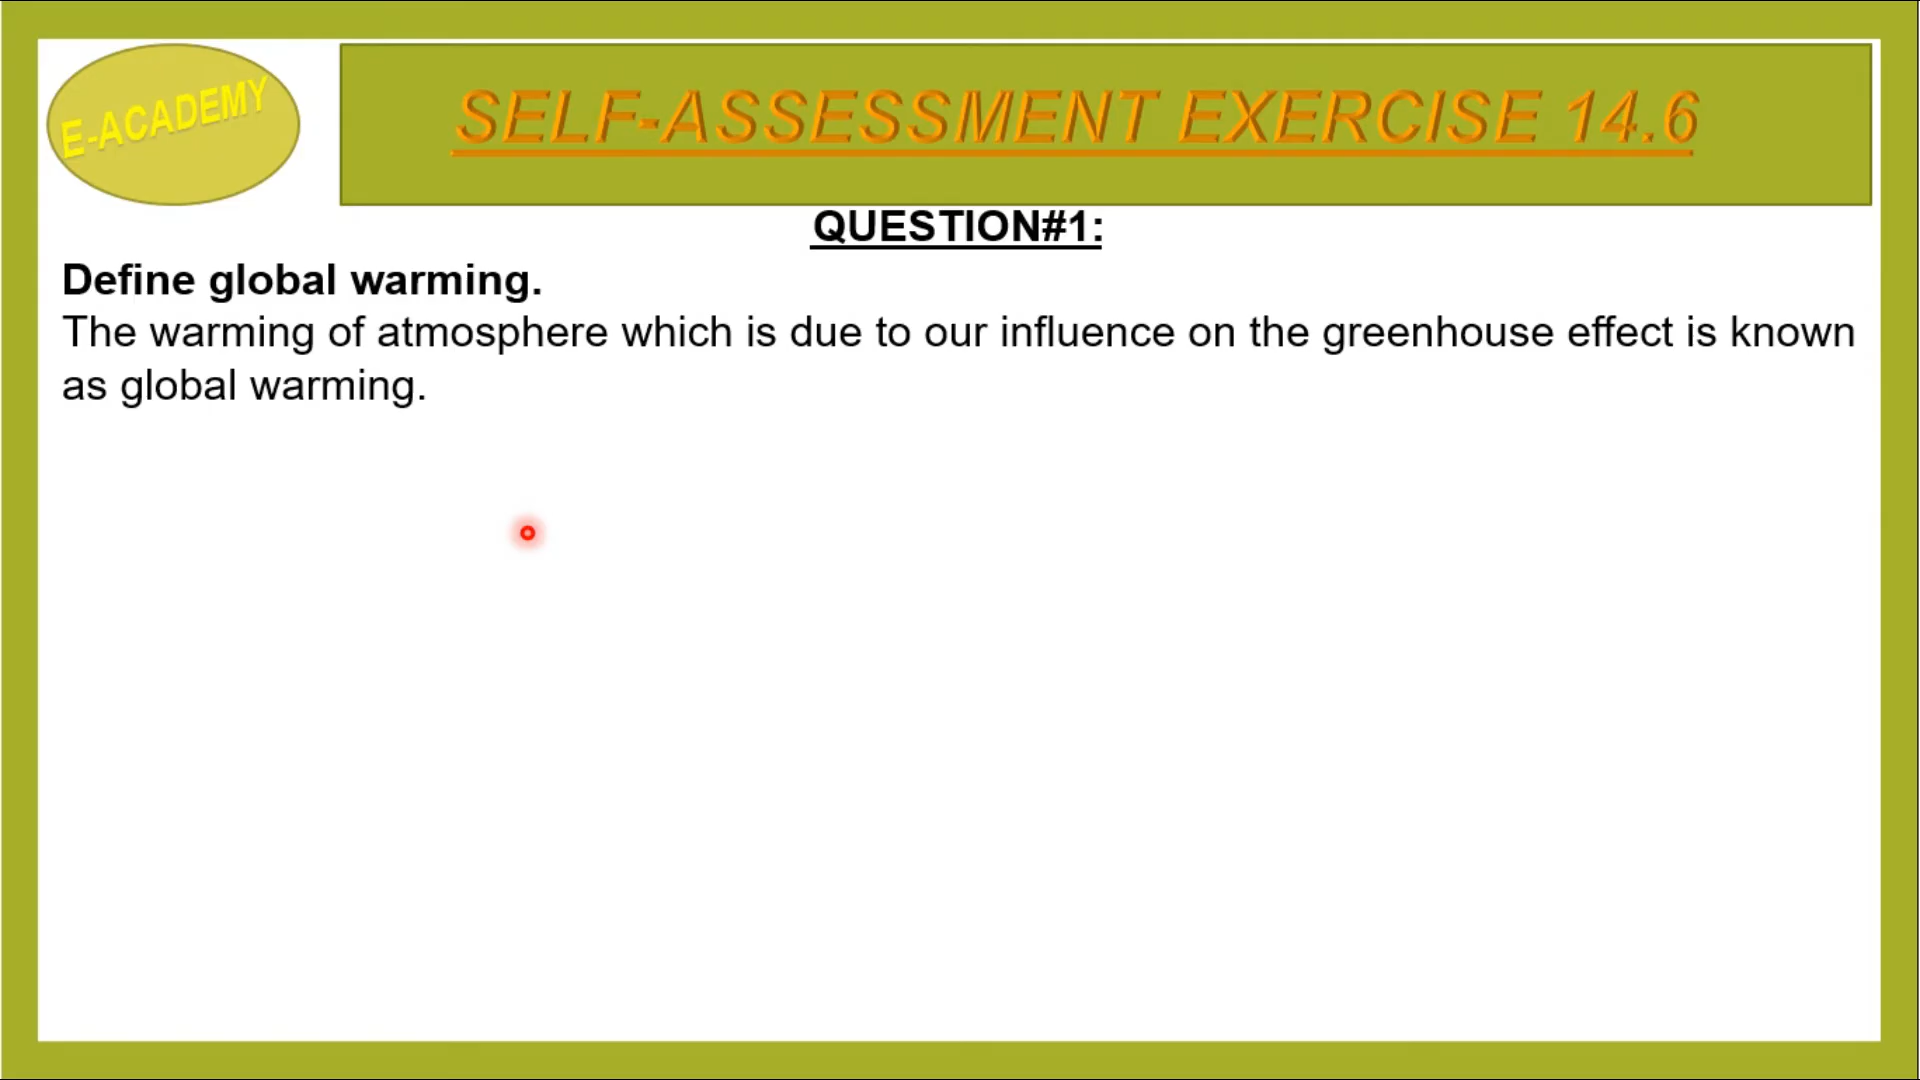 E-ACADEMY
SELF-ASSESSMENT EXERCISE 14.6
QUESTION#1:
Define global warming.
The warming of atmosphere which is due to our influence on the greenhouse effect is known
as global warming.